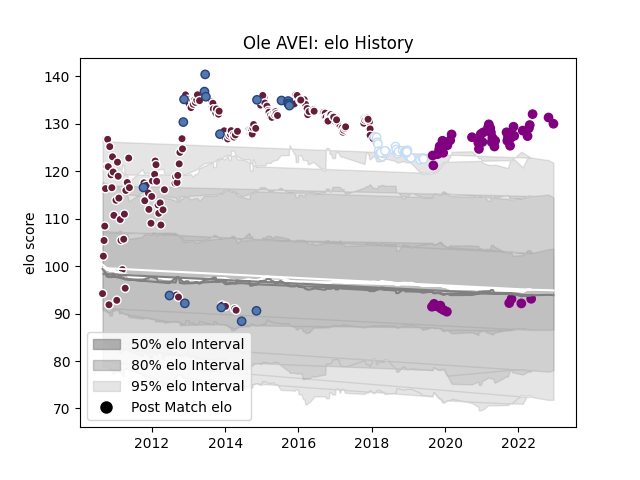 Ole AVEI: elo History
elo score
140
130
120
110
100
90
80
70
50% elo Interval
80% elo Interval
95% elo Interval
Post Match elo
2012 2014 2016 2018 2020 2022